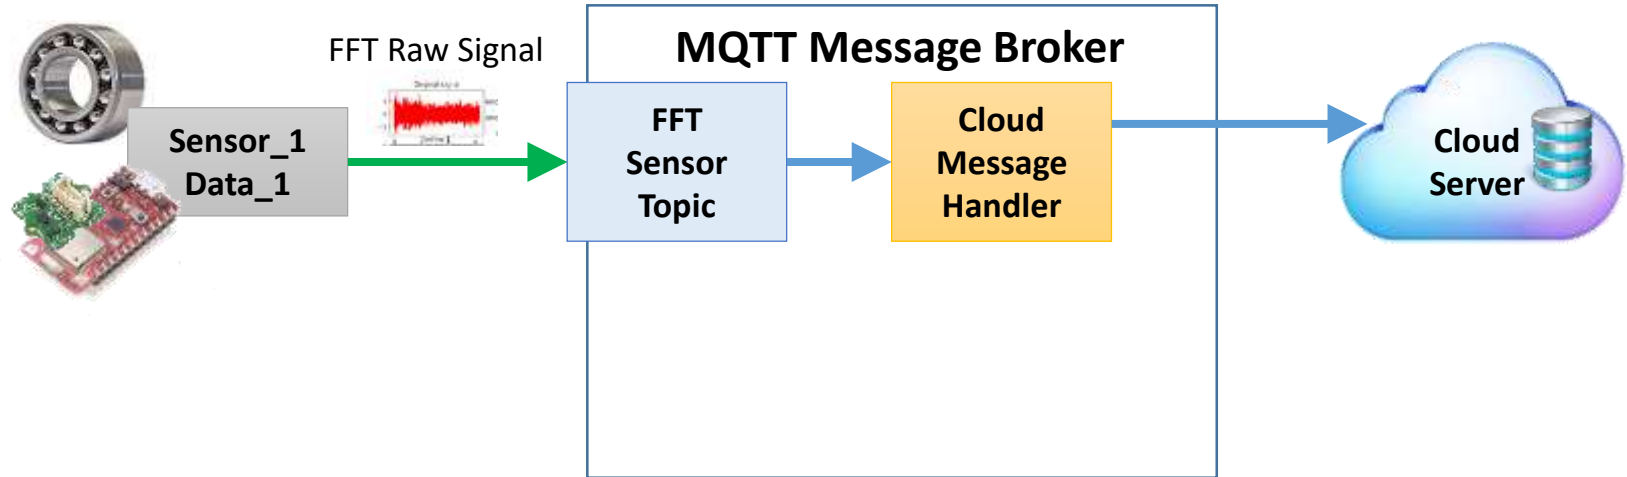 FFT Raw Signal
MQTT Message Broker
Sensor_1
Data_1
FFT
Sensor
Topic
Cloud
Message
Handler
Cloud
Server